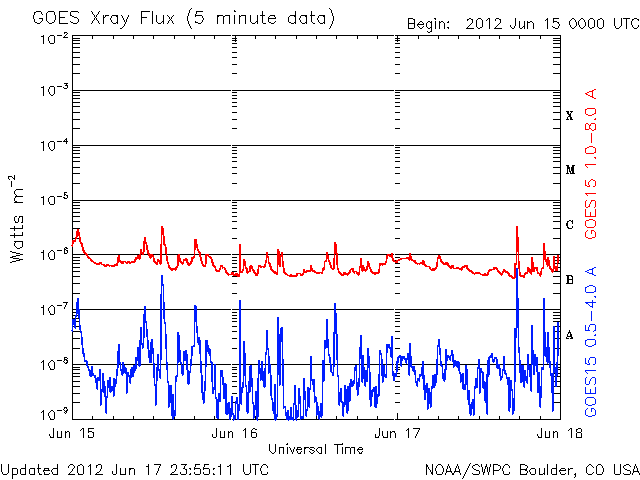 GOES Xray Flux (5 minute data)
Begin: 2012 Jun 15 0000 UTC
10⁻²
10⁻³
10⁻⁴
10⁻⁵
10⁻⁶
10⁻⁷
10⁻⁸
10⁻⁹
Watts m⁻²
X
M
C
B
A
GOES15 1.0-8.0 A
GOES15 0.5-4.0 A
Jun 15
Jun 16
Jun 17
Jun 18
Universal Time
Updated 2012 Jun 17 23:55:11 UTC
NOAA/SWPC Boulder, CO USA